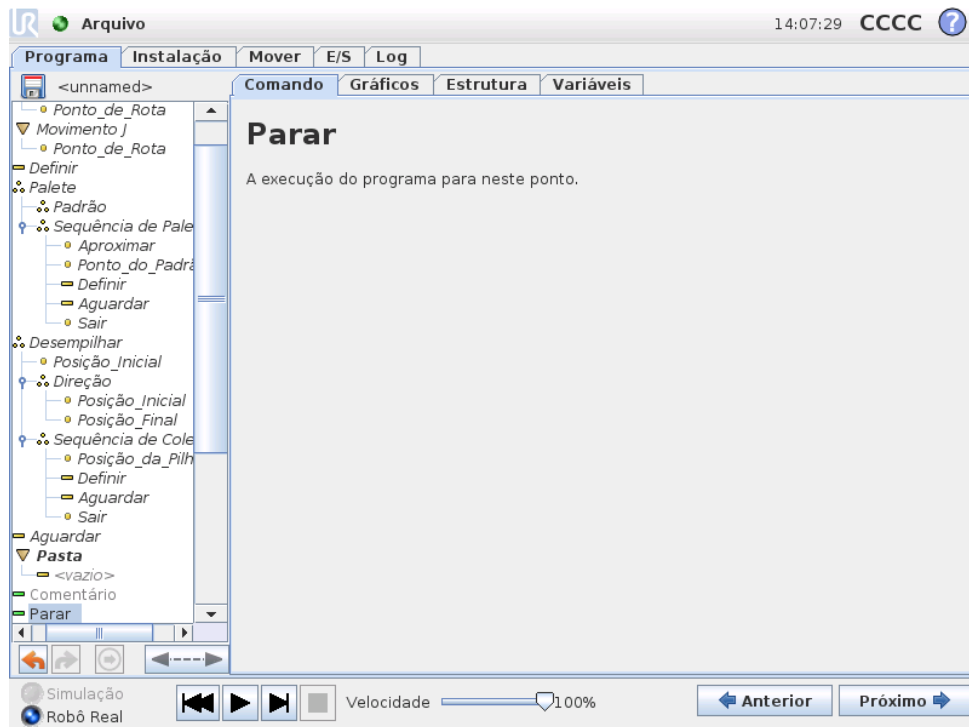 Arquivo
14:07:29 CCCC ?
Programa Instalação Mover E/S Log
<unnamed>
Comando Gráficos Estrutura Variáveis
Ponto_de_Rota
Movimento J
Ponto_de_Rota
Definir
Palete
Padrão
Sequência de Pale
Aproximar
Ponto_do_Padrã
Definir
Aguardar
Sair
Desempilhar
Posição_Inicial
Direção
Posição_Inicial
Posição_Final
Sequência de Cole
Posição_da_Pilh
Definir
Aguardar
Sair
Aguardar
Pasta
<vazio>
Comentário
Parar
Parar
A execução do programa para neste ponto.
Simulação
Robô Real
Velocidade 100%
Anterior Próximo